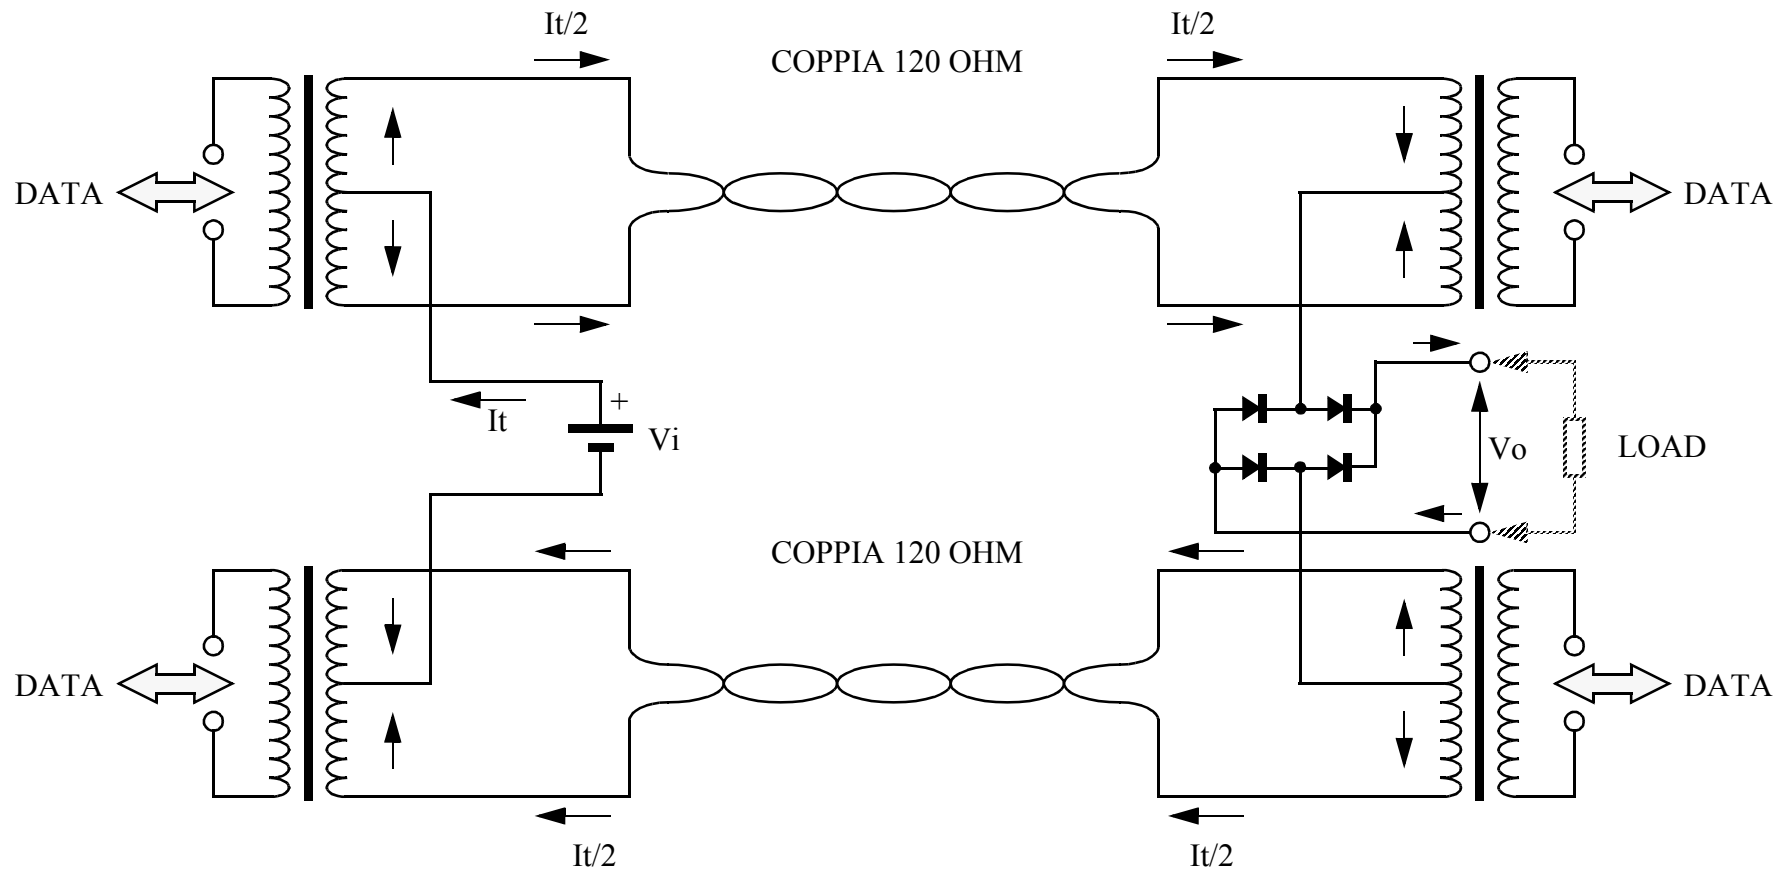 It/2
It/2
COPPIA 120 OHM
DATA
DATA
It
+
Vi
Vo
LOAD
COPPIA 120 OHM
DATA
DATA
It/2
It/2